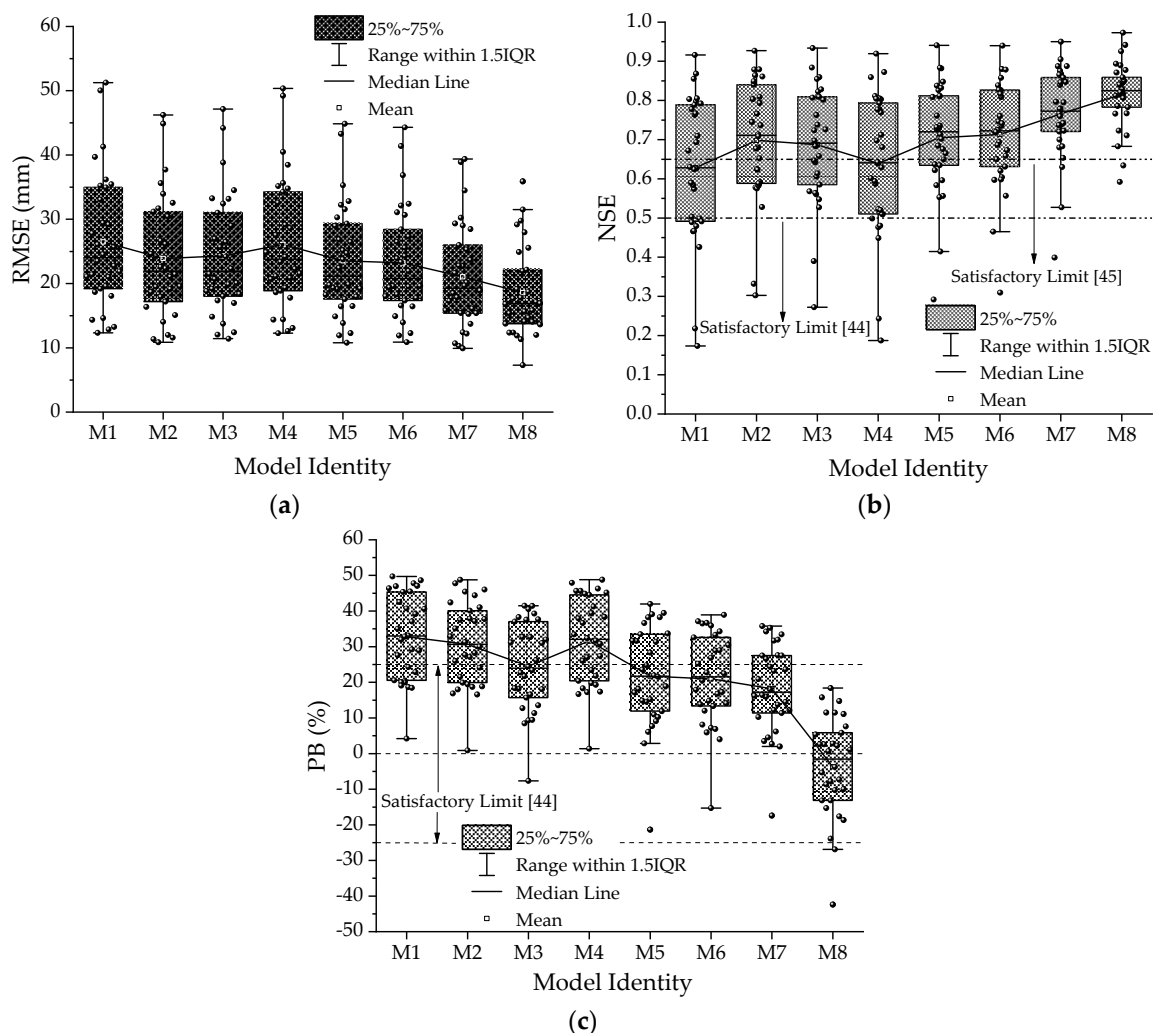 60
50
40
30
20
10
0
RMSE (mm)
25%~75%
Range within 1.5IQR
Median Line
Mean
M1 M2 M3 M4 M5 M6 M7 M8
Model Identity
(a)
1.0
0.9
0.8
0.7
0.6
0.5
0.4
0.3
0.2
0.1
0.0
NSE
Satisfactory Limit [45]
Satisfactory Limit [44]
25%~75%
Range within 1.5IQR
Median Line
Mean
M1 M2 M3 M4 M5 M6 M7 M8
Model Identity
(b)
60
50
40
30
20
10
0
-10
-20
-30
-40
-50
PB (%)
Satisfactory Limit [44]
25%~75%
Range within 1.5IQR
Median Line
Mean
M1 M2 M3 M4 M5 M6 M7 M8
Model Identity
(c)